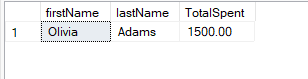 firstName lastName TotalSpent
1 Olivia Adams 1500.00